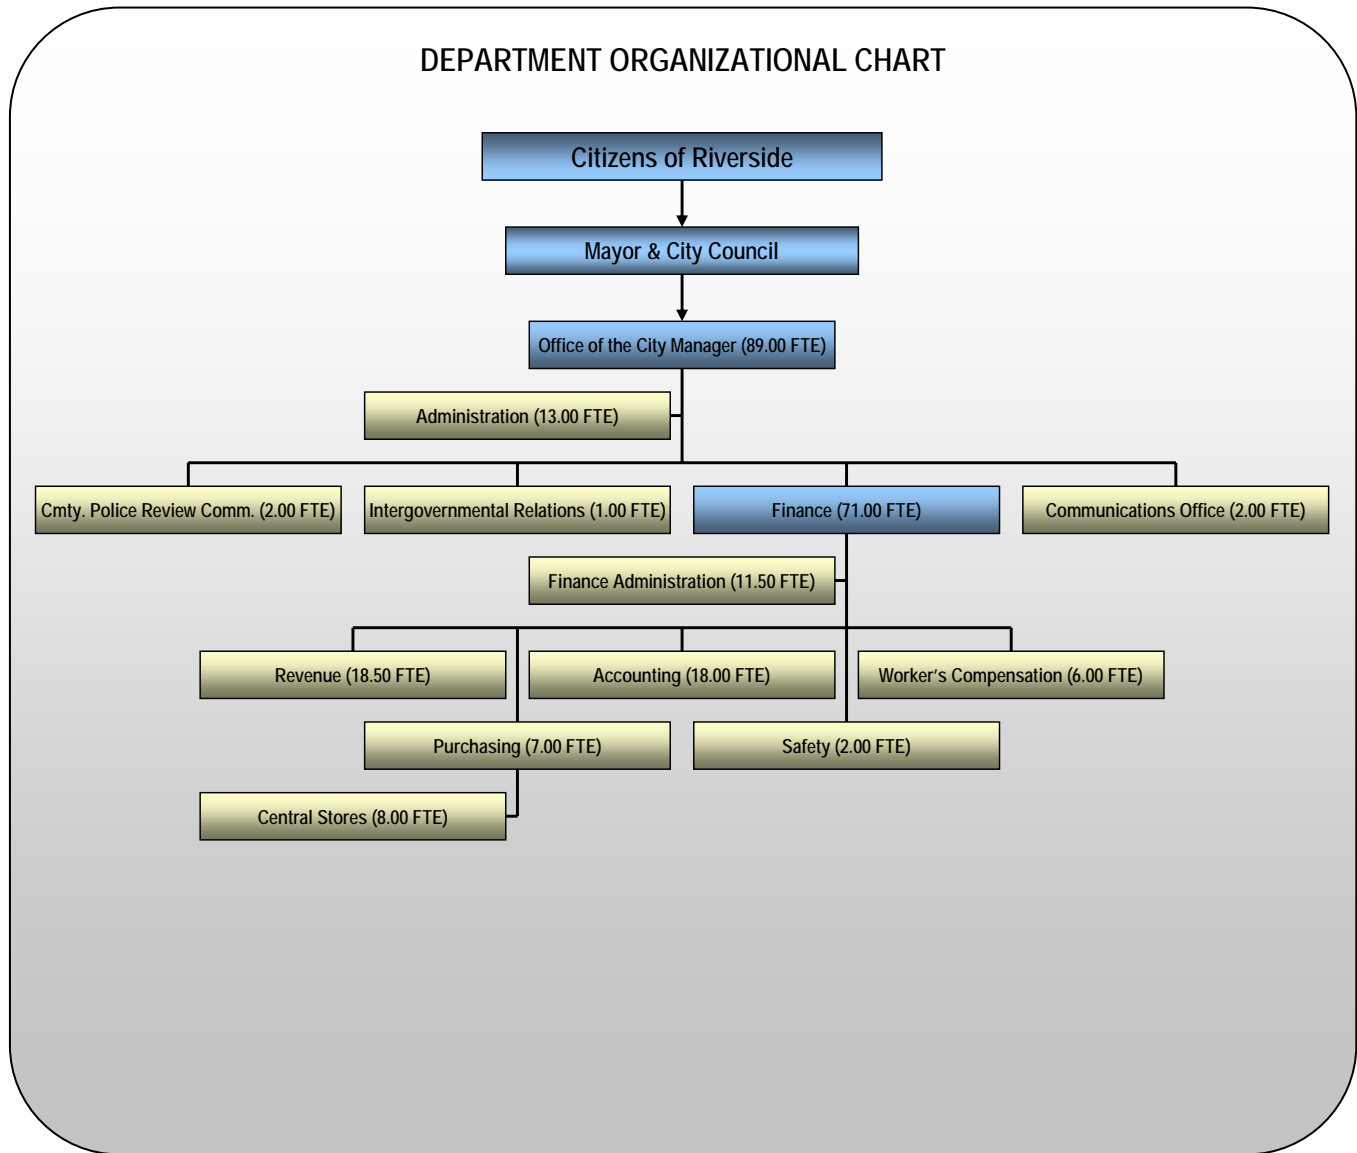 DEPARTMENT ORGANIZATIONAL CHART
Citizens of Riverside
Mayor & City Council
Office of the City Manager (89.00 FTE)
Administration (13.00 FTE)
Cmty. Police Review Comm. (2.00 FTE)
Intergovernmental Relations (1.00 FTE)
Finance (71.00 FTE)
Communications Office (2.00 FTE)
Finance Administration (11.50 FTE)
Revenue (18.50 FTE)
Accounting (18.00 FTE)
Worker's Compensation (6.00 FTE)
Purchasing (7.00 FTE)
Safety (2.00 FTE)
Central Stores (8.00 FTE)